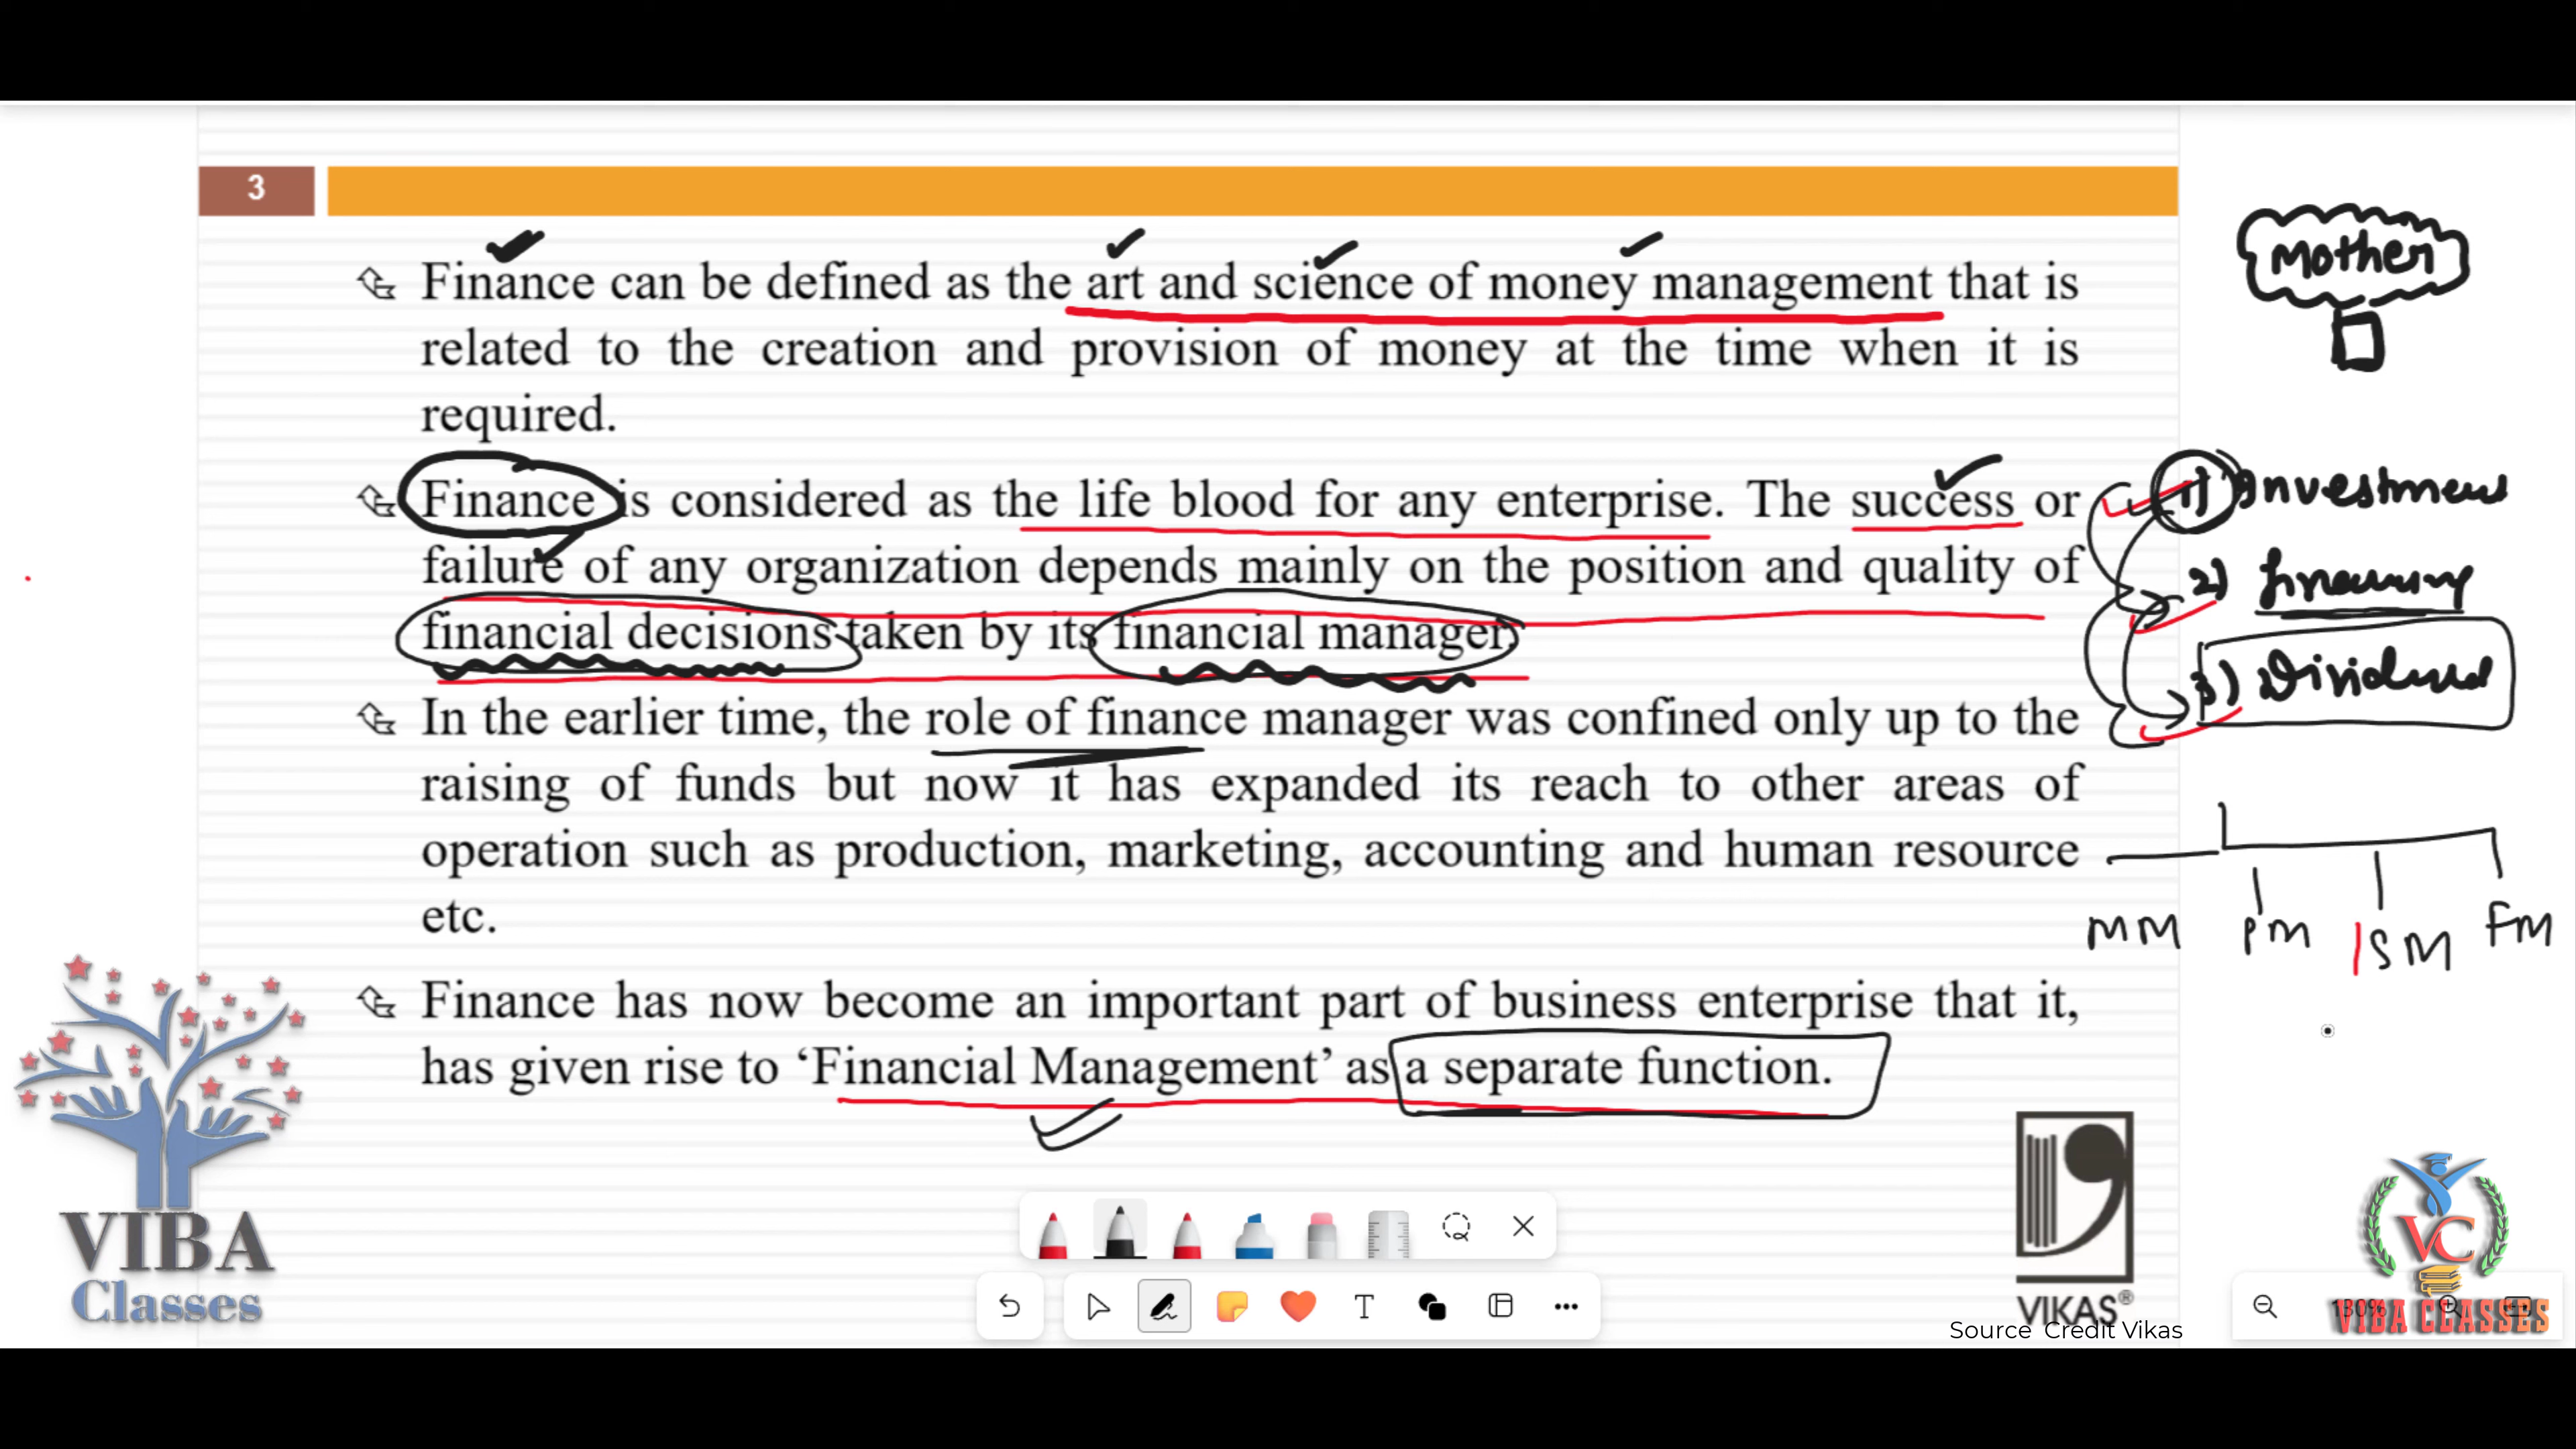 3
Finance can be defined as the art and science of money management that is
related to the creation and provision of money at the time when it is
required.
Finance is considered as the life blood for any enterprise. The success or
failure of any organization depends mainly on the position and quality of
financial decisions taken by its financial manager.
In the earlier time, the role of finance manager was confined only up to the
raising of funds but now it has expanded its reach to other areas of
operation such as production, marketing, accounting and human resource
etc.
Finance has now become an important part of business enterprise that it,
has given rise to ‘Financial Management’ as a separate function.
Mother
1) Investment
2) financing
3) Dividend
MM PM SM FM
VIBA
Classes
VIKAS®
Source Credit Vikas
T
130%
VC
VIBA CLASSES